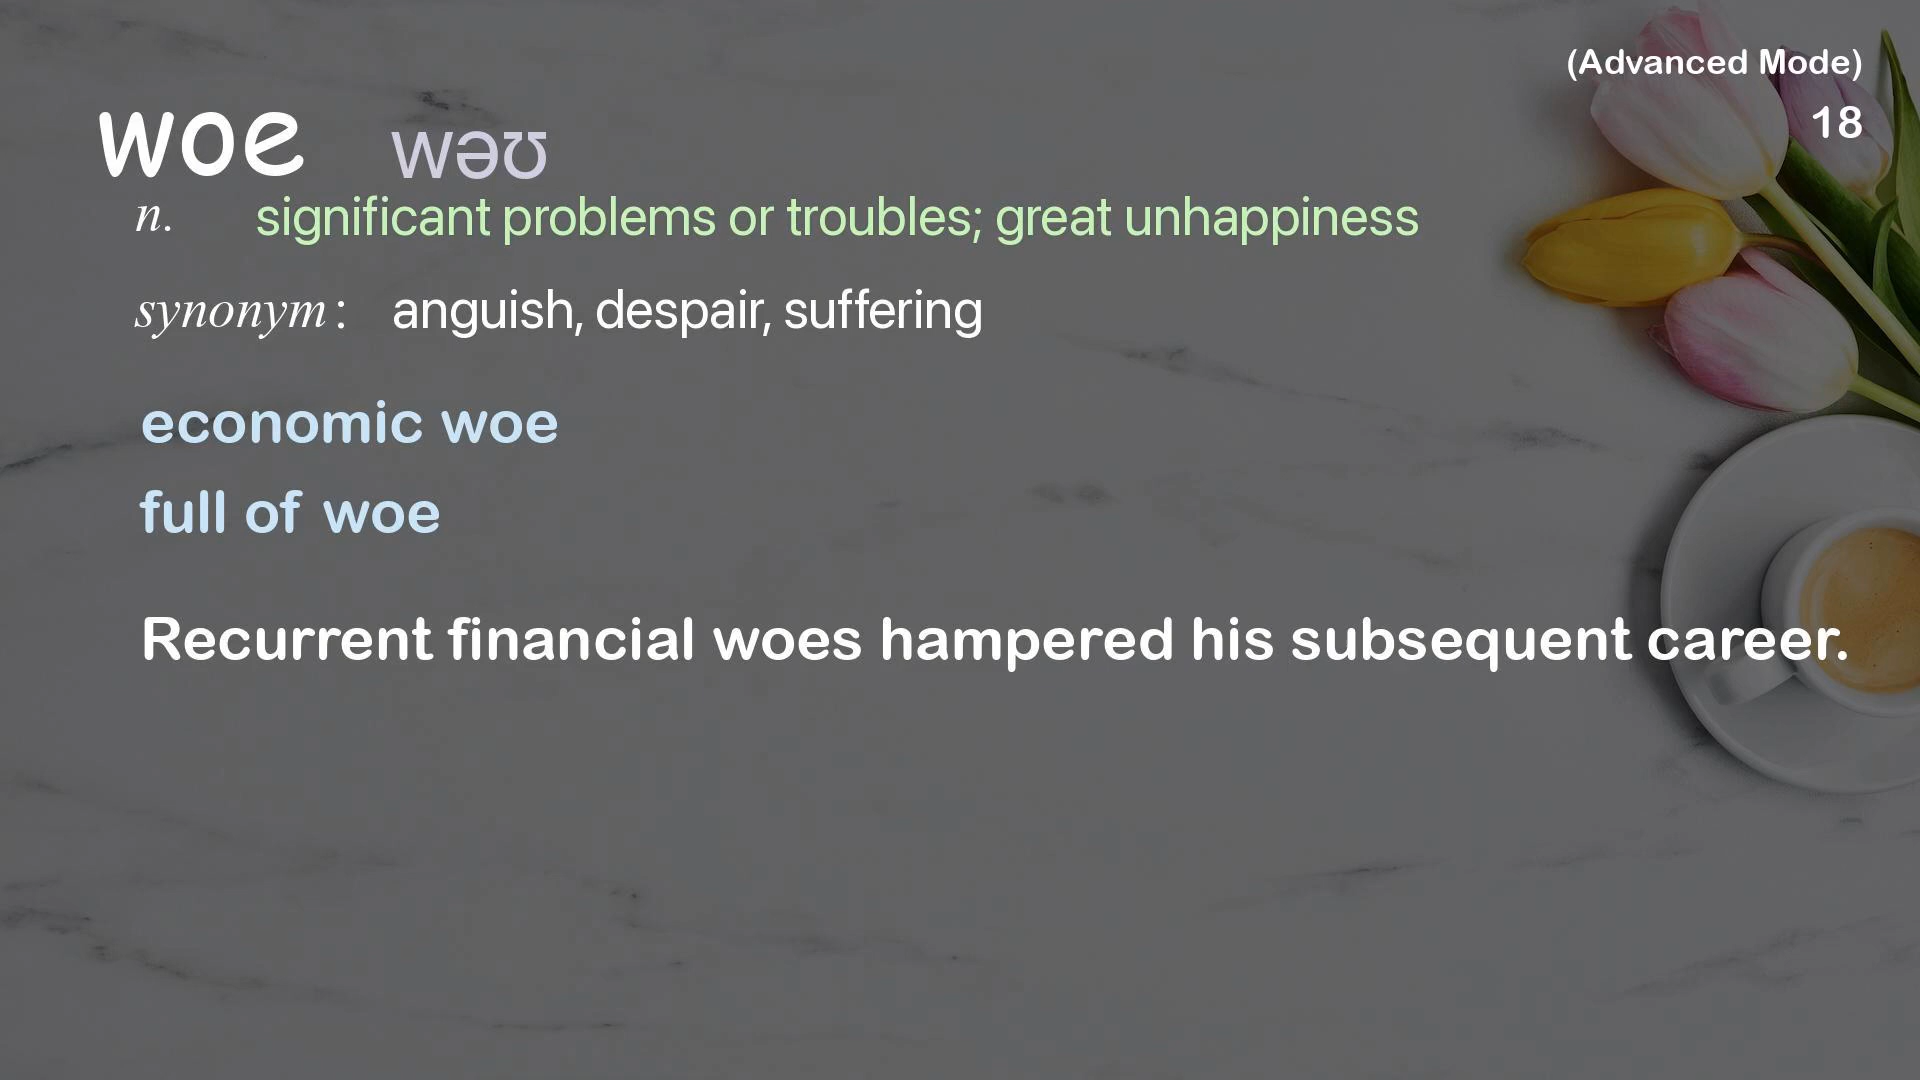 (Advanced Mode)
18
woe wəʊ
n. significant problems or troubles; great unhappiness
synonym: anguish, despair, suffering
economic woe
full of woe
Recurrent financial woes hampered his subsequent career.